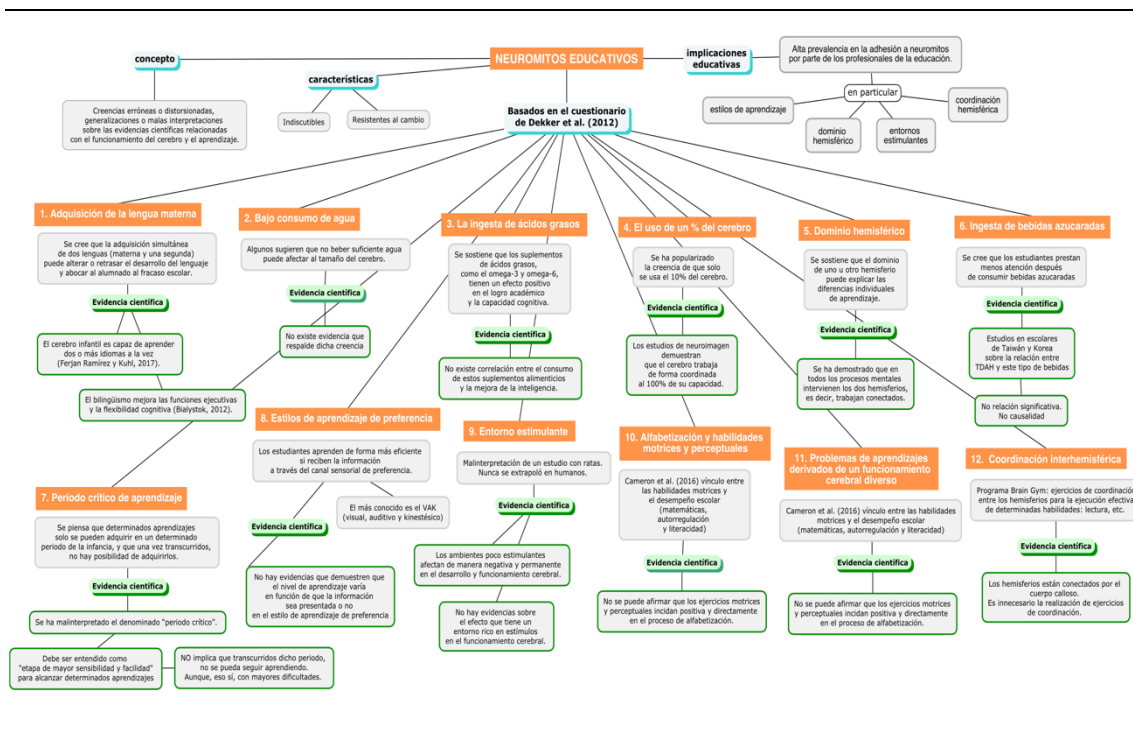 NEUROMITOS EDUCATIVOS
concepto
Creencias erróneas o distorsionadas,
generalizaciones o malas interpretaciones
sobre las evidencias científicas relacionadas
con el funcionamiento del cerebro y el aprendizaje.
características
Indiscutibles
Resistentes al cambio
Basados en el cuestionario
de Dekker et al. (2012)
implicaciones
educativas
Alta prevalencia en la adhesión a neuromitos
por parte de los profesionales de la educación.
en particular
estilos de aprendizaje
dominio
hemisférico
entornos
estimulantes
coordinación
hemisférica
1. Adquisición de la lengua materna
Se cree que la adquisición simultánea
de dos lenguas (materna y una segunda)
puede alterar o retrasar el desarrollo del lenguaje
y abocar al alumnado al fracaso escolar.
Evidencia científica
El cerebro infantil es capaz de aprender
dos o más idiomas a la vez
(Ferjan Ramírez y Kuhl, 2017).
El bilingüismo mejora las funciones ejecutivas
y la flexibilidad cognitiva (Bialystok, 2012).
2. Bajo consumo de agua
Algunos sugieren que no beber suficiente agua
puede afectar al tamaño del cerebro.
Evidencia científica
No existe evidencia que
respalde dicha creencia
3. La ingesta de ácidos grasos
Se sostiene que los suplementos
de ácidos grasos,
como el omega-3 y omega-6,
tienen un efecto positivo
en el logro académico
y la capacidad cognitiva.
Evidencia científica
No existe correlación entre el consumo
de estos suplementos alimenticios
y la mejora de la inteligencia.
4. El uso de un % del cerebro
Se ha popularizado
la creencia de que solo
se usa el 10% del cerebro.
Evidencia científica
Los estudios de neuroimagen
demuestran
que el cerebro trabaja
de forma coordinada
al 100% de su capacidad.
5. Dominio hemisférico
Se sostiene que el dominio
de uno u otro hemisferio
puede explicar las
diferencias individuales
de aprendizaje.
Evidencia científica
Se ha demostrado que en
todos los procesos mentales
intervienen los dos hemisferios,
es decir, trabajan conectados.
6. Ingesta de bebidas azucaradas
Se cree que los estudiantes prestan
menos atención después
de consumir bebidas azucaradas
Evidencia científica
Estudios en escolares
de Taiwán y Korea
sobre la relación entre
TDAH y este tipo de bebidas
No relación significativa.
No causalidad
7. Periodo crítico de aprendizaje
Se piensa que determinados aprendizajes
solo se pueden adquirir en un determinado
periodo de la infancia, y que una vez transcurridos,
no hay posibilidad de adquirirlos.
Evidencia científica
Se ha malinterpretado el denominado "periodo crítico".
Debe ser entendido como
"etapa de mayor sensibilidad y facilidad"
para alcanzar determinados aprendizajes
NO implica que transcurridos dicho periodo,
no se pueda seguir aprendiendo.
Aunque, eso sí, con mayores dificultades.
8. Estilos de aprendizaje de preferencia
Los estudiantes aprenden de forma más eficiente
si reciben la información
a través del canal sensorial de preferencia.
El más conocido es el VAK
(visual, auditivo y kinestésico)
Evidencia científica
No hay evidencias que demuestren que
el nivel de aprendizaje varía
en función de que la información
sea presentada o no
en el estilo de aprendizaje de preferencia
9. Entorno estimulante
Malinterpretación de un estudio con ratas.
Nunca se extrapoló en humanos.
Evidencia científica
Los ambientes poco estimulantes
afectan de manera negativa y permanente
en el desarrollo y funcionamiento cerebral.
No hay evidencias sobre
el efecto que tiene un
entorno rico en estímulos
en el funcionamiento cerebral.
10. Alfabetización y habilidades
motrices y perceptuales
Cameron et al. (2016) vínculo entre
las habilidades motrices y
el desempeño escolar
(matemáticas,
autorregulación
y literacidad)
Evidencia científica
No se puede afirmar que los ejercicios motrices
y perceptuales incidan positiva y directamente
en el proceso de alfabetización.
11. Problemas de aprendizajes
derivados de un funcionamiento
cerebral diverso
Cameron et al. (2016) vínculo entre las habilidades
motrices y el desempeño escolar
(matemáticas, autorregulación y literacidad)
Evidencia científica
No se puede afirmar que los ejercicios motrices
y perceptuales incidan positiva y directamente
en el proceso de alfabetización.
12. Coordinación interhemisférica
Programa Brain Gym: ejercicios de coordinación
entre los hemisferios para la ejecución efectiva
de determinadas habilidades: lectura, etc.
Evidencia científica
Los hemisferios están conectados por el
cuerpo calloso.
Es innecesario la realización de ejercicios
de coordinación.